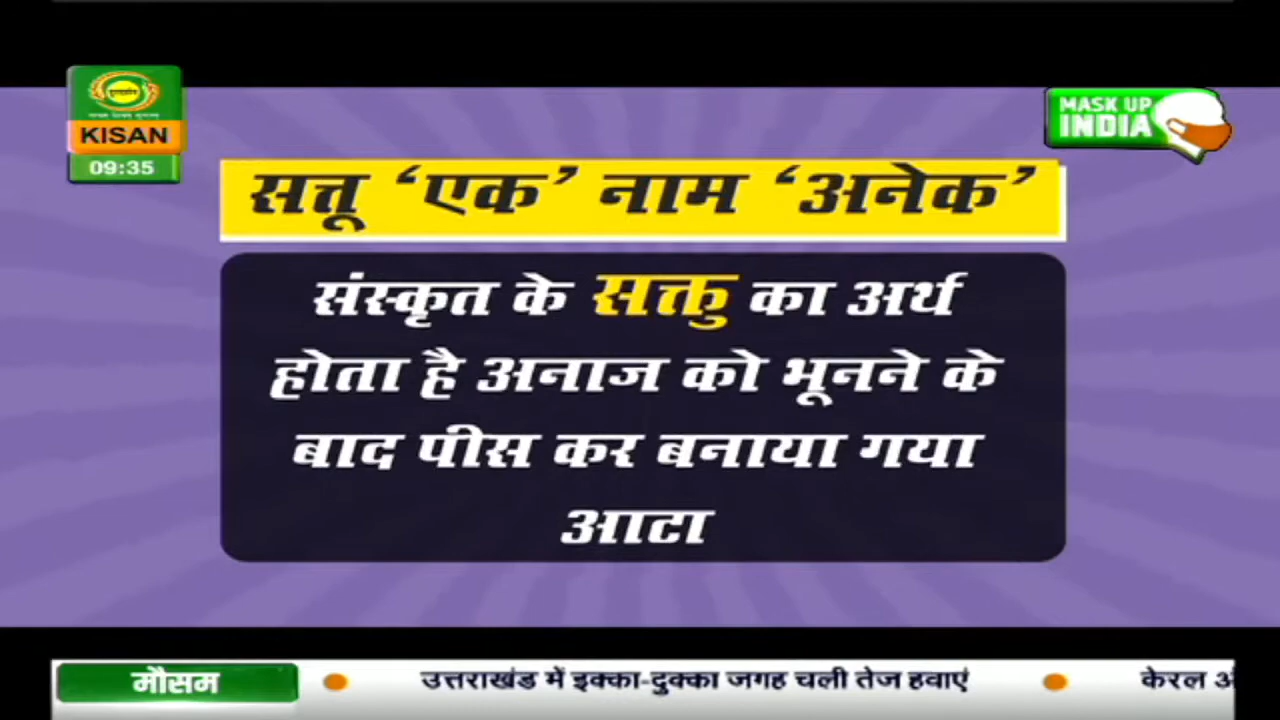 KISAN
09:35
MASK UP
INDIA
सत्तू ‘एक’ नाम ‘अनेक’
संस्कृत के सक्तु का अर्थ
होता है अनाज को भूनने के
बाद पीस कर बनाया गया
आटा
मौसम उत्तराखंड में इक्का-दुक्का जगह चली तेज हवाएं केरल